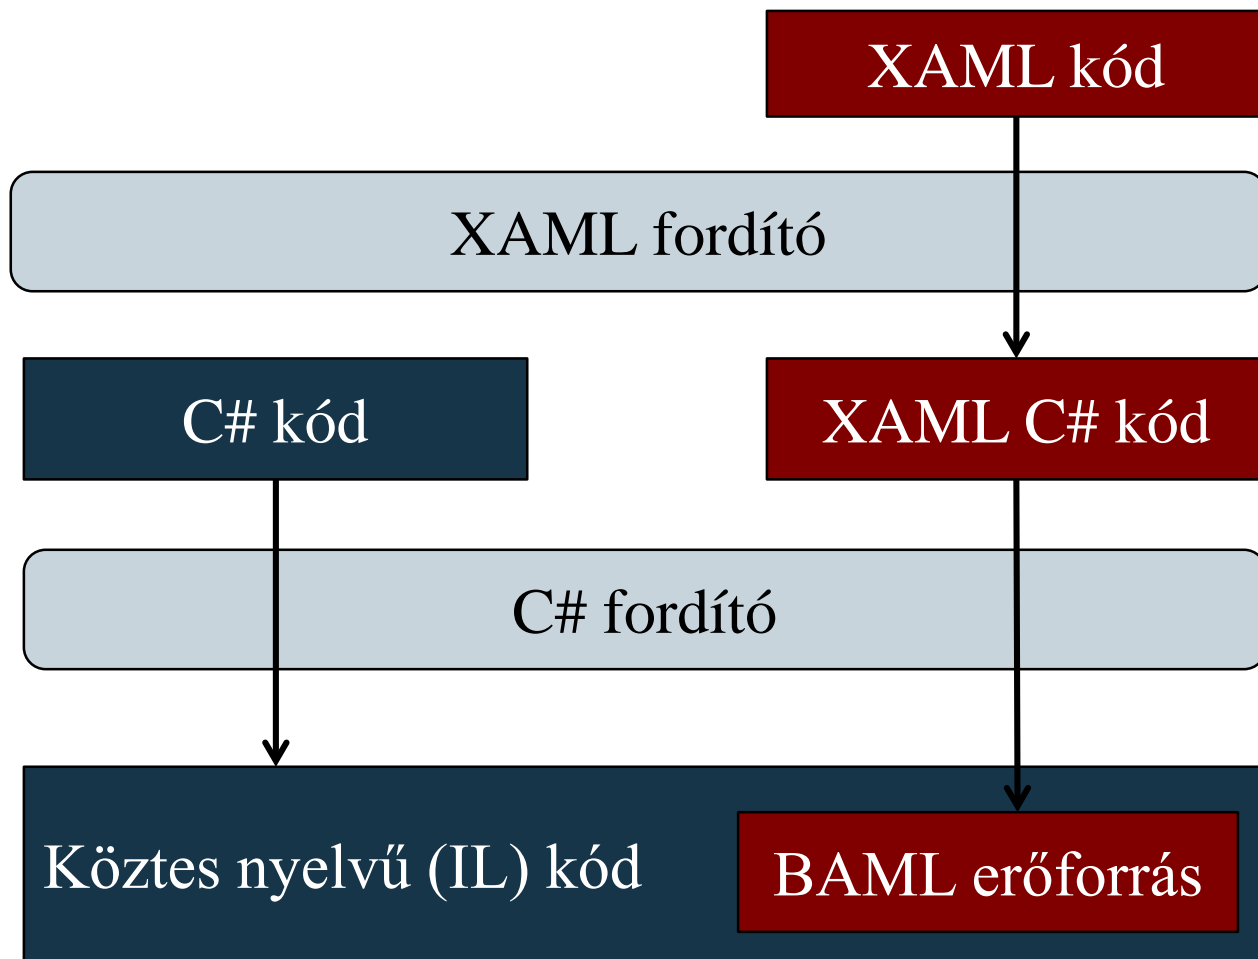 XAML kód
XAML fordító
C# kód
XAML C# kód
C# fordító
Köztes nyelvű (IL) kód
BAML erőforrás